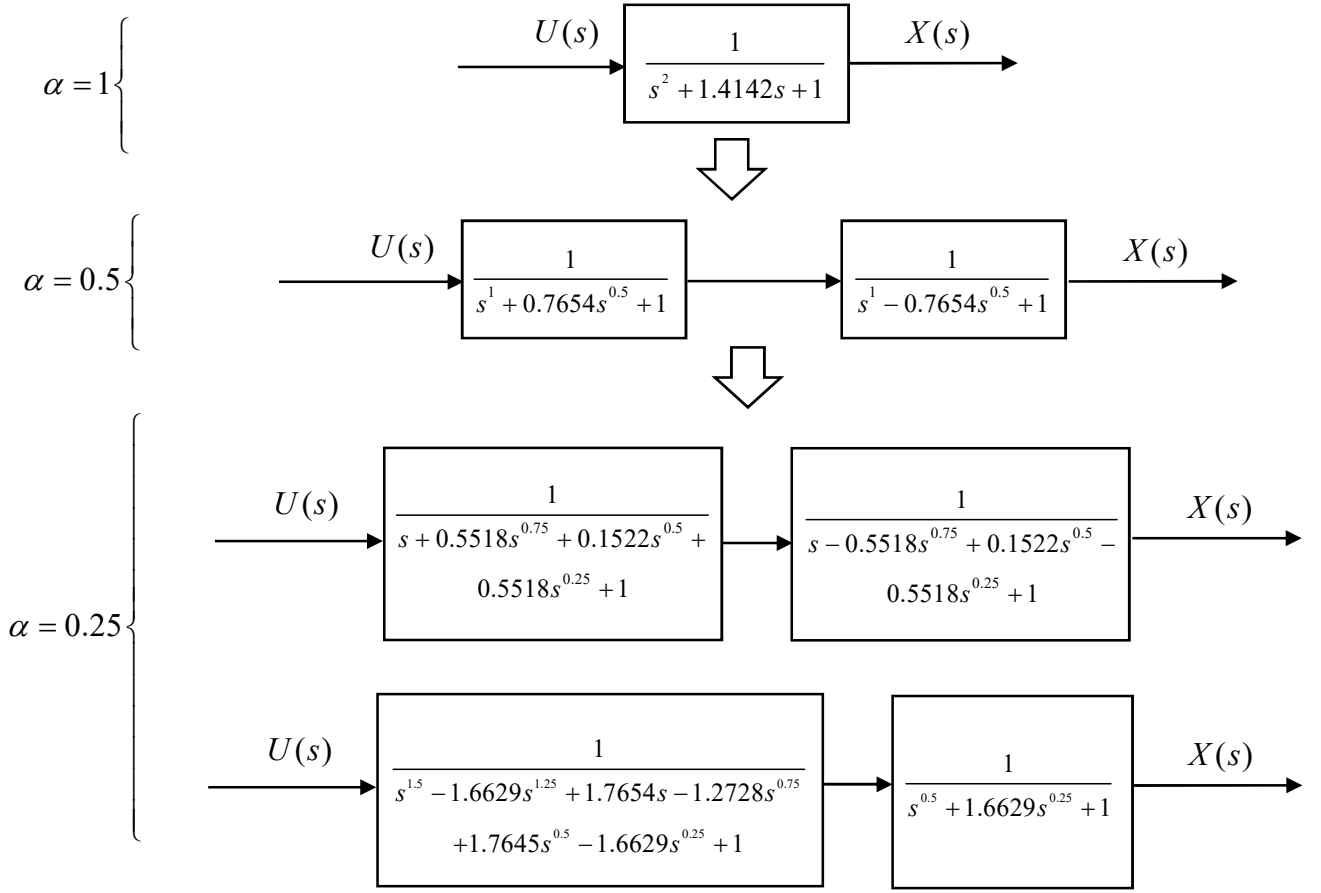 α = 1
U(s)
1
s^2 + 1.4142s + 1
X(s)
α = 0.5
U(s)
1
s^1 + 0.7654s^0.5 + 1
1
s^1 − 0.7654s^0.5 + 1
X(s)
α = 0.25
U(s)
1
s + 0.5518s^0.75 + 0.1522s^0.5 +
0.5518s^0.25 + 1
1
s − 0.5518s^0.75 + 0.1522s^0.5 −
0.5518s^0.25 + 1
X(s)
U(s)
1
s^1.5 − 1.6629s^1.25 + 1.7654s − 1.2728s^0.75
+1.7645s^0.5 − 1.6629s^0.25 + 1
1
s^0.5 + 1.6629s^0.25 + 1
X(s)